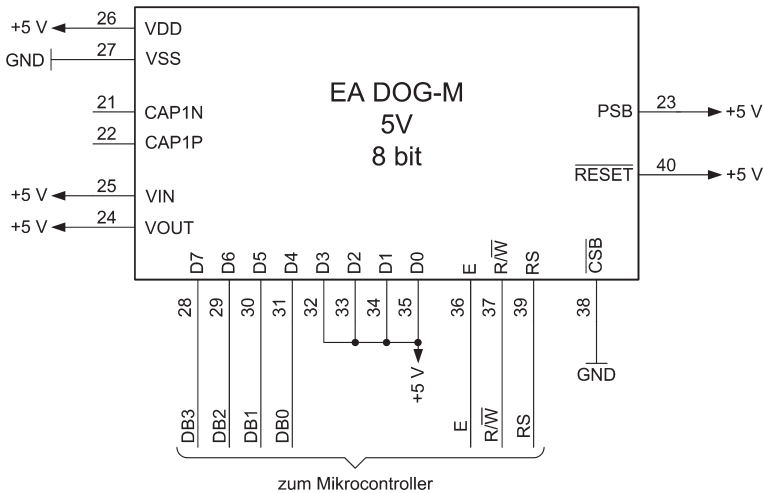 +5 V 26 VDD
GND 27 VSS
21 CAP1N
22 CAP1P
+5 V 25 VIN
+5 V 24 VOUT
EA DOG-M
5V
8 bit
PSB 23 +5 V
RESET 40 +5 V
D7 D6 D5 D4 D3 D2 D1 D0 E R/W RS CSB
28 29 30 31 32 33 34 35 36 37 39 38
+5 V
GND
DB3 DB2 DB1 DB0 E R/W RS
zum Mikrocontroller